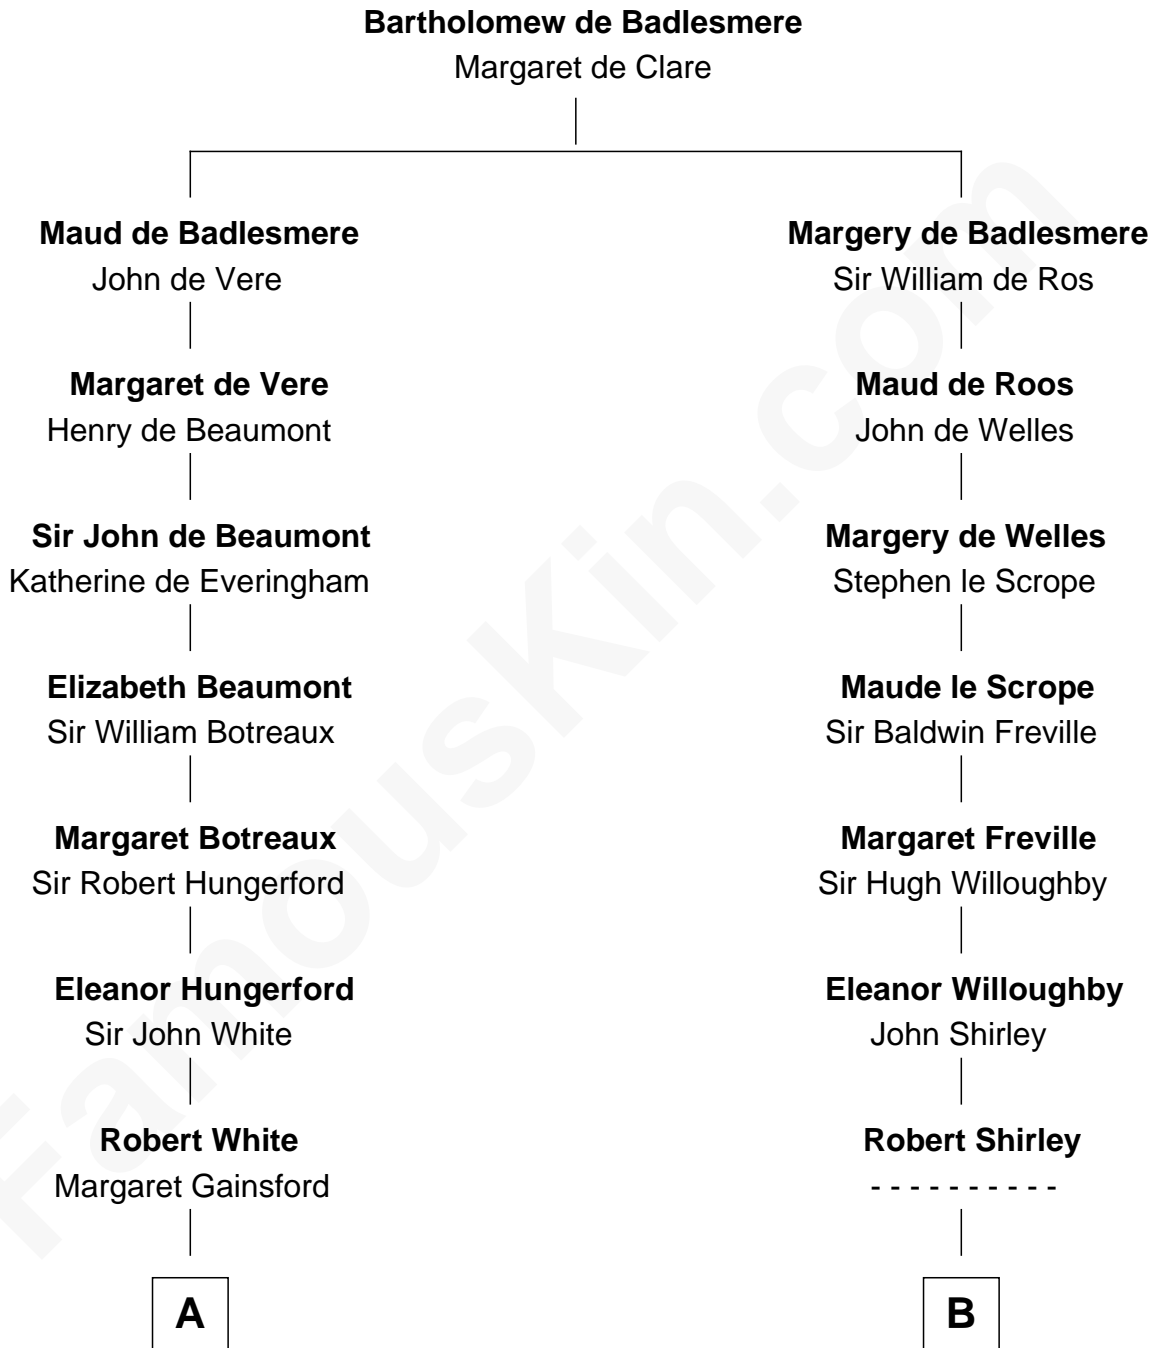 Bartholomew de Badlesmere
Margaret de Clare
Maud de Badlesmere
John de Vere
Margery de Badlesmere
Sir William de Ros
Margaret de Vere
Henry de Beaumont
Maud de Roos
John de Welles
Sir John de Beaumont
Katherine de Everingham
Margery de Welles
Stephen le Scrope
Elizabeth Beaumont
Sir William Botreaux
Maude le Scrope
Sir Baldwin Freville
Margaret Botreaux
Sir Robert Hungerford
Margaret Freville
Sir Hugh Willoughby
Eleanor Hungerford
Sir John White
Eleanor Willoughby
John Shirley
Robert White
Margaret Gainsford
Robert Shirley
- - - - - - - - - -
A
B
FamousKin.com